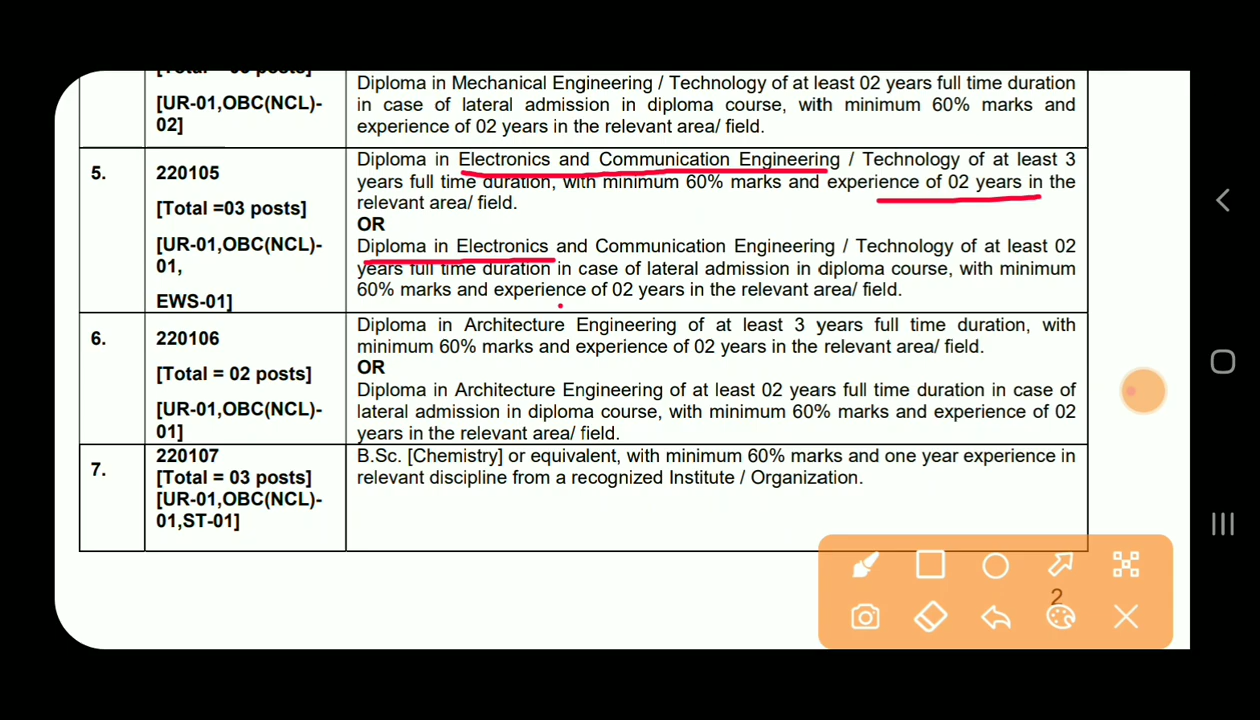 [UR-01,OBC(NCL)-
02]
Diploma in Mechanical Engineering / Technology of at least 02 years full time duration
in case of lateral admission in diploma course, with minimum 60% marks and
experience of 02 years in the relevant area/ field.
5.
220105
[Total =03 posts]
[UR-01,OBC(NCL)-
01,
EWS-01]
Diploma in Electronics and Communication Engineering / Technology of at least 3
years full time duration, with minimum 60% marks and experience of 02 years in the
relevant area/ field.
OR
Diploma in Electronics and Communication Engineering / Technology of at least 02
years full time duration in case of lateral admission in diploma course, with minimum
60% marks and experience of 02 years in the relevant area/ field.
6.
220106
[Total = 02 posts]
[UR-01,OBC(NCL)-
01]
Diploma in Architecture Engineering of at least 3 years full time duration, with
minimum 60% marks and experience of 02 years in the relevant area/ field.
OR
Diploma in Architecture Engineering of at least 02 years full time duration in case of
lateral admission in diploma course, with minimum 60% marks and experience of 02
years in the relevant area/ field.
7.
220107
[Total = 03 posts]
[UR-01,OBC(NCL)-
01,ST-01]
B.Sc. [Chemistry] or equivalent, with minimum 60% marks and one year experience in
relevant discipline from a recognized Institute / Organization.
2